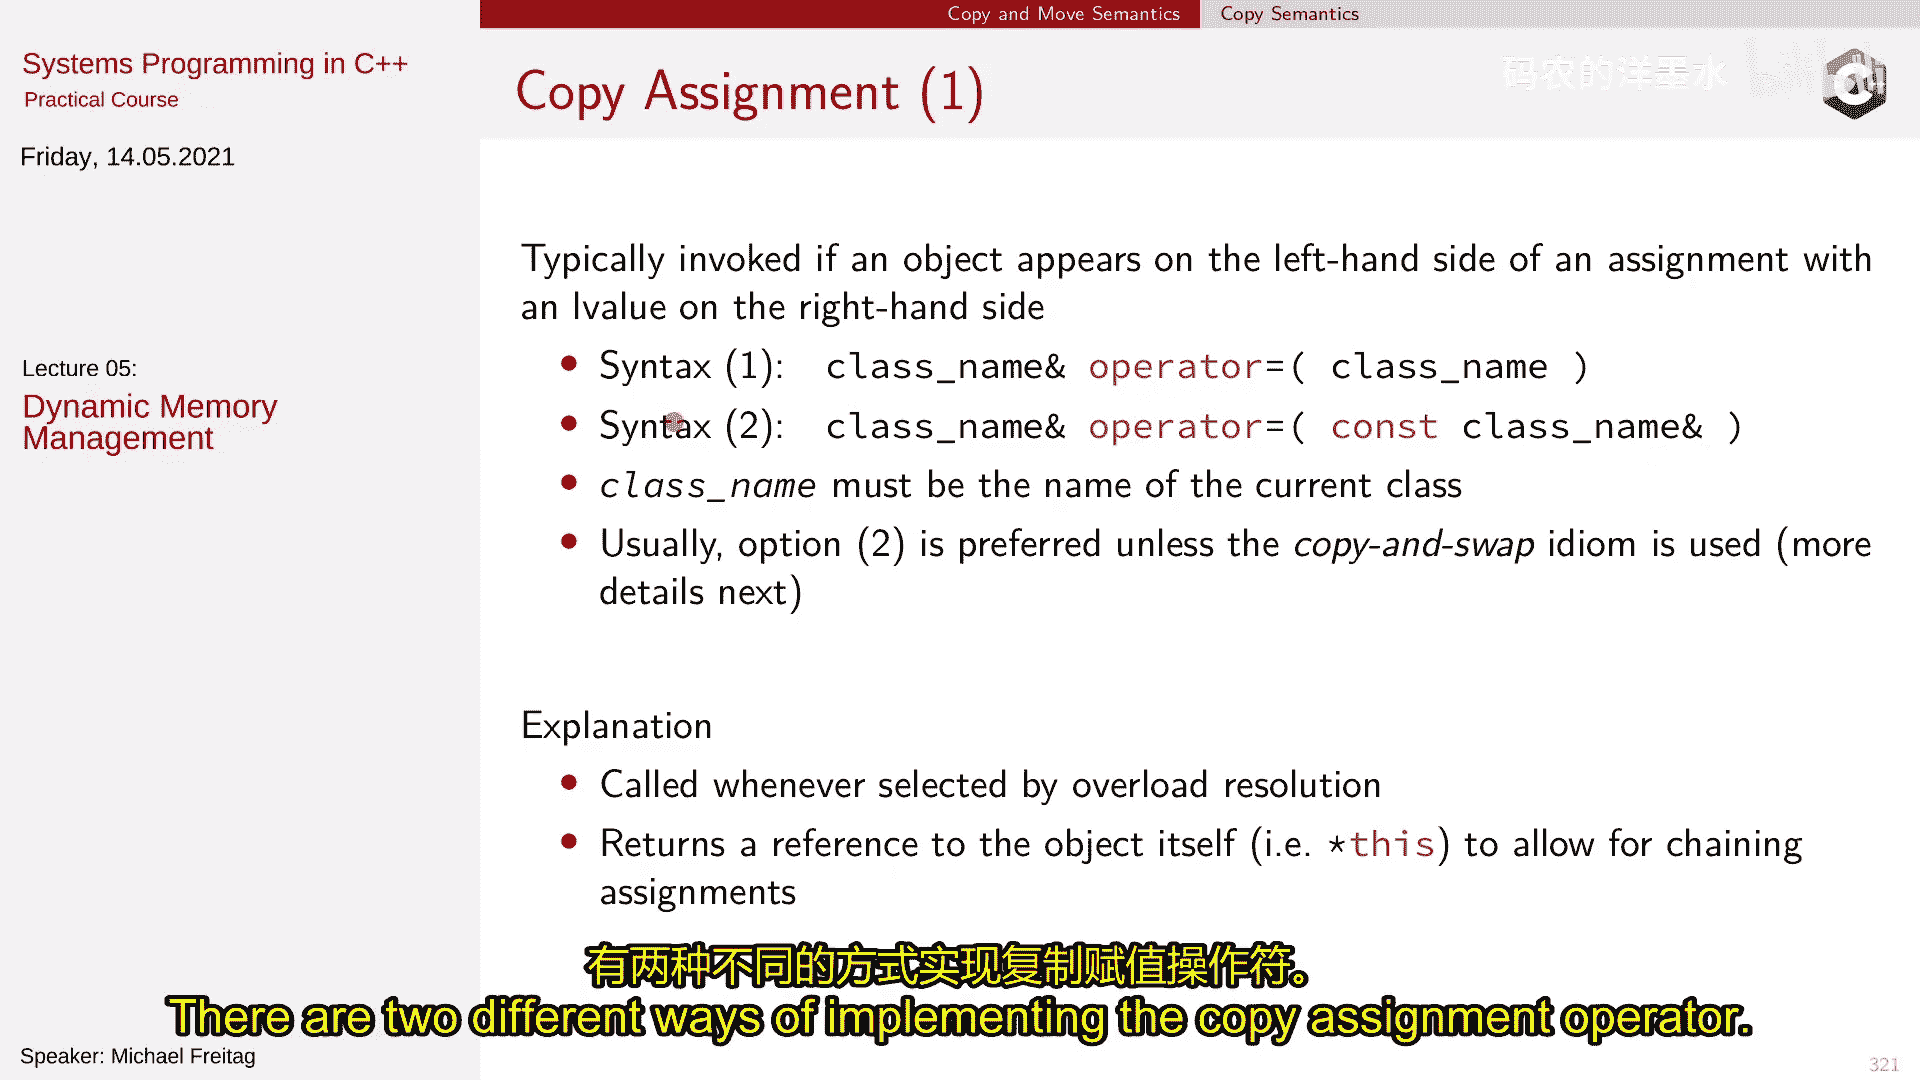 Copy and Move Semantics
Copy Semantics
Systems Programming in C++
Practical Course
Friday, 14.05.2021
Lecture 05:
Dynamic Memory
Management
Speaker: Michael Freitag
Copy Assignment (1)
码农的洋墨水
Typically invoked if an object appears on the left-hand side of an assignment with
an lvalue on the right-hand side
Syntax (1): class_name& operator=( class_name )
Syntax (2): class_name& operator=( const class_name& )
class_name must be the name of the current class
Usually, option (2) is preferred unless the copy-and-swap idiom is used (more
details next)
Explanation
Called whenever selected by overload resolution
Returns a reference to the object itself (i.e. *this) to allow for chaining
assignments
有两种不同的方式实现复制赋值操作符。
There are two different ways of implementing the copy assignment operator.
321